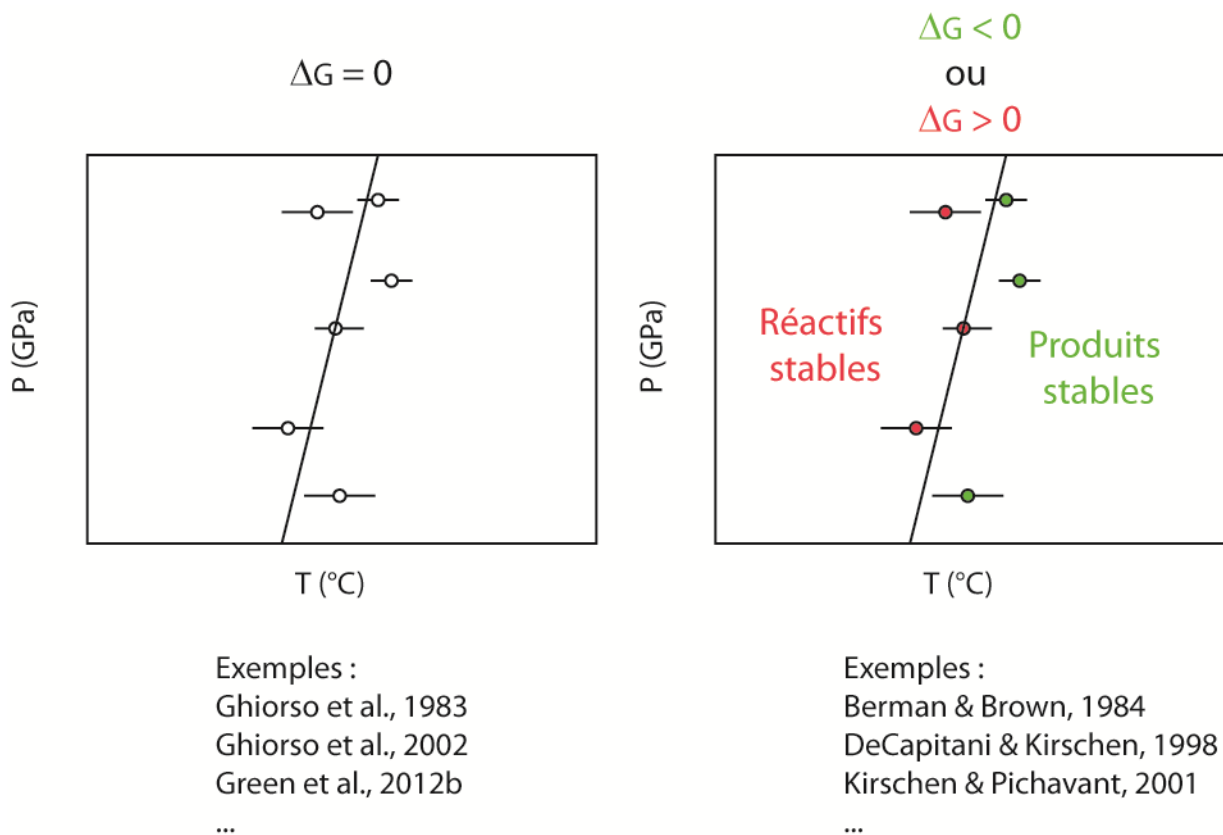 ΔG = 0
P (GPa)
T (°C)
Exemples :
Ghiorso et al., 1983
Ghiorso et al., 2002
Green et al., 2012b
...
ΔG < 0
ou
ΔG > 0
P (GPa)
Réactifs
stables
Produits
stables
T (°C)
Exemples :
Berman & Brown, 1984
DeCapitani & Kirschen, 1998
Kirschen & Pichavant, 2001
...